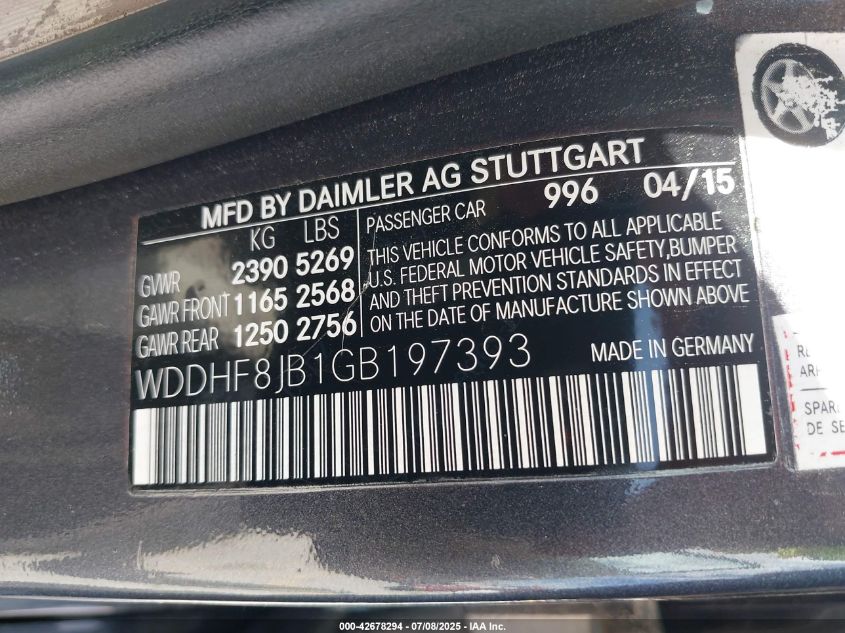 MFD BY DAIMLER AG STUTTGART
KG LBS
GVWR 2390 5269
GAWR FRONT 1165 2568
GAWR REAR 1250 2756
PASSENGER CAR 996 04/15
THIS VEHICLE CONFORMS TO ALL APPLICABLE
U.S. FEDERAL MOTOR VEHICLE SAFETY,BUMPER
AND THEFT PREVENTION STANDARDS IN EFFECT
ON DATE OF MANUFACTURE SHOWN ABOVE
WDDHF8JB1GB197393
MADE IN GERMANY
SPAR
DE SE
000-42678294 - 07/08/2025 - IAA Inc.